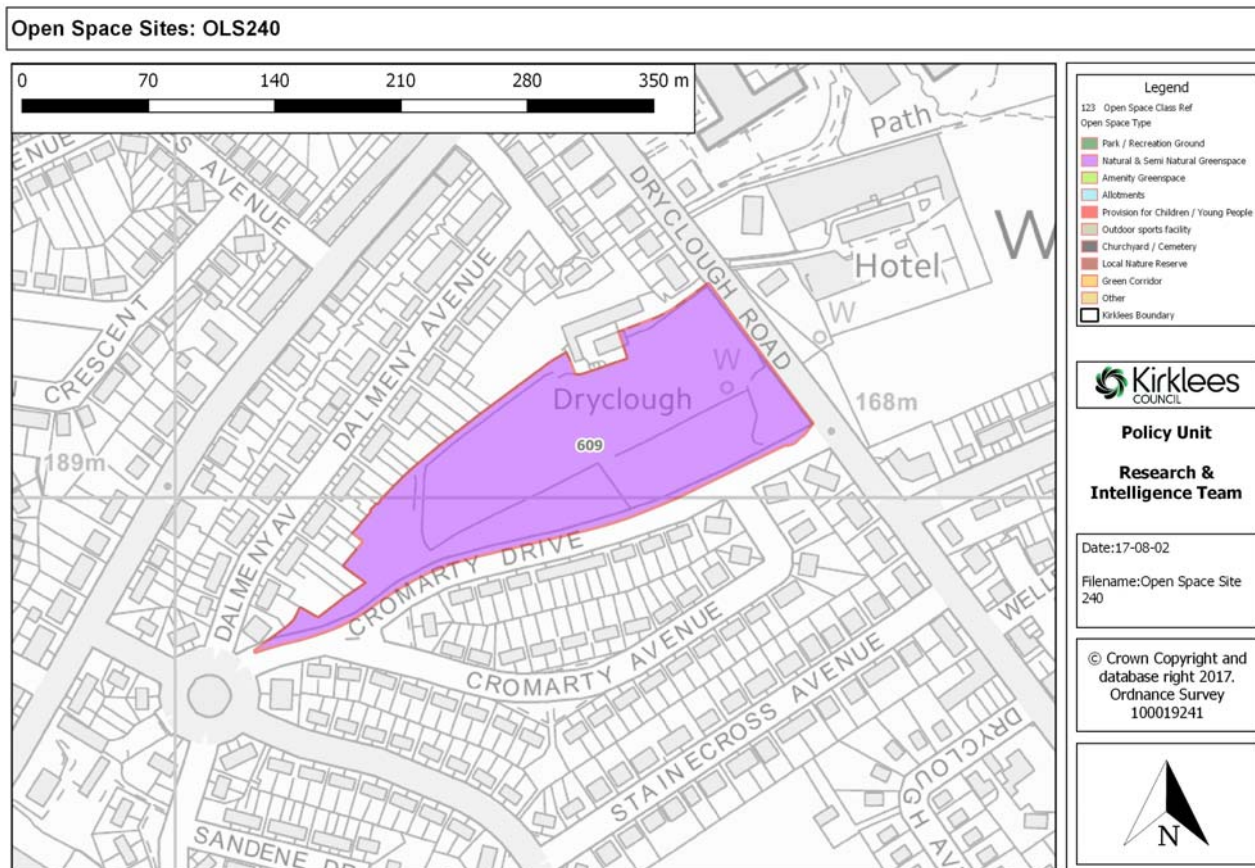 Open Space Sites: OLS240
0 70 140 210 280 350 m
ENUE
S AVENUE
Path
DRYCLOUGH ROAD
W
Hotel
W
CRESCENT
DALMENY AVENUE
W
Dryclough
168m
609
189m
DALMENY AV
CROMARTY DRIVE
CROMARTY AVENUE
STAINECROSS AVENUE
WELL
DRYCLOUGH AV
SANDENE DR
Legend
123 Open Space Class Ref
Open Space Type
Park / Recreation Ground
Natural & Semi Natural Greenspace
Amenity Greenspace
Allotments
Provision for Children / Young People
Outdoor sports facility
Churchyard / Cemetery
Local Nature Reserve
Green Corridor
Other
Kirklees Boundary
Kirklees
COUNCIL
Policy Unit
Research &
Intelligence Team
Date:17-08-02
Filename:Open Space Site
240
© Crown Copyright and
database right 2017.
Ordnance Survey
100019241
N